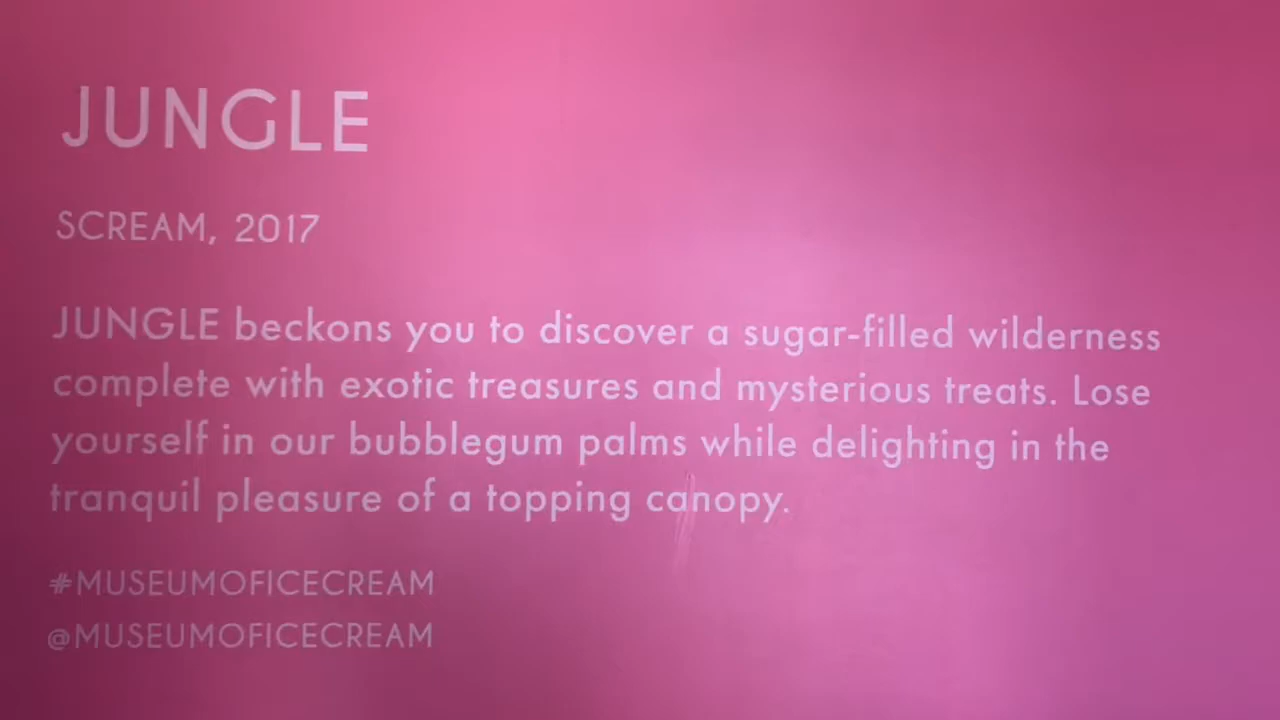 JUNGLE
SCREAM, 2017
JUNGLE beckons you to discover a sugar-filled wilderness
complete with exotic treasures and mysterious treats. Lose
yourself in our bubblegum palms while delighting in the
tranquil pleasure of a topping canopy.
#MUSEUMOFICECREAM
@MUSEUMOFICECREAM